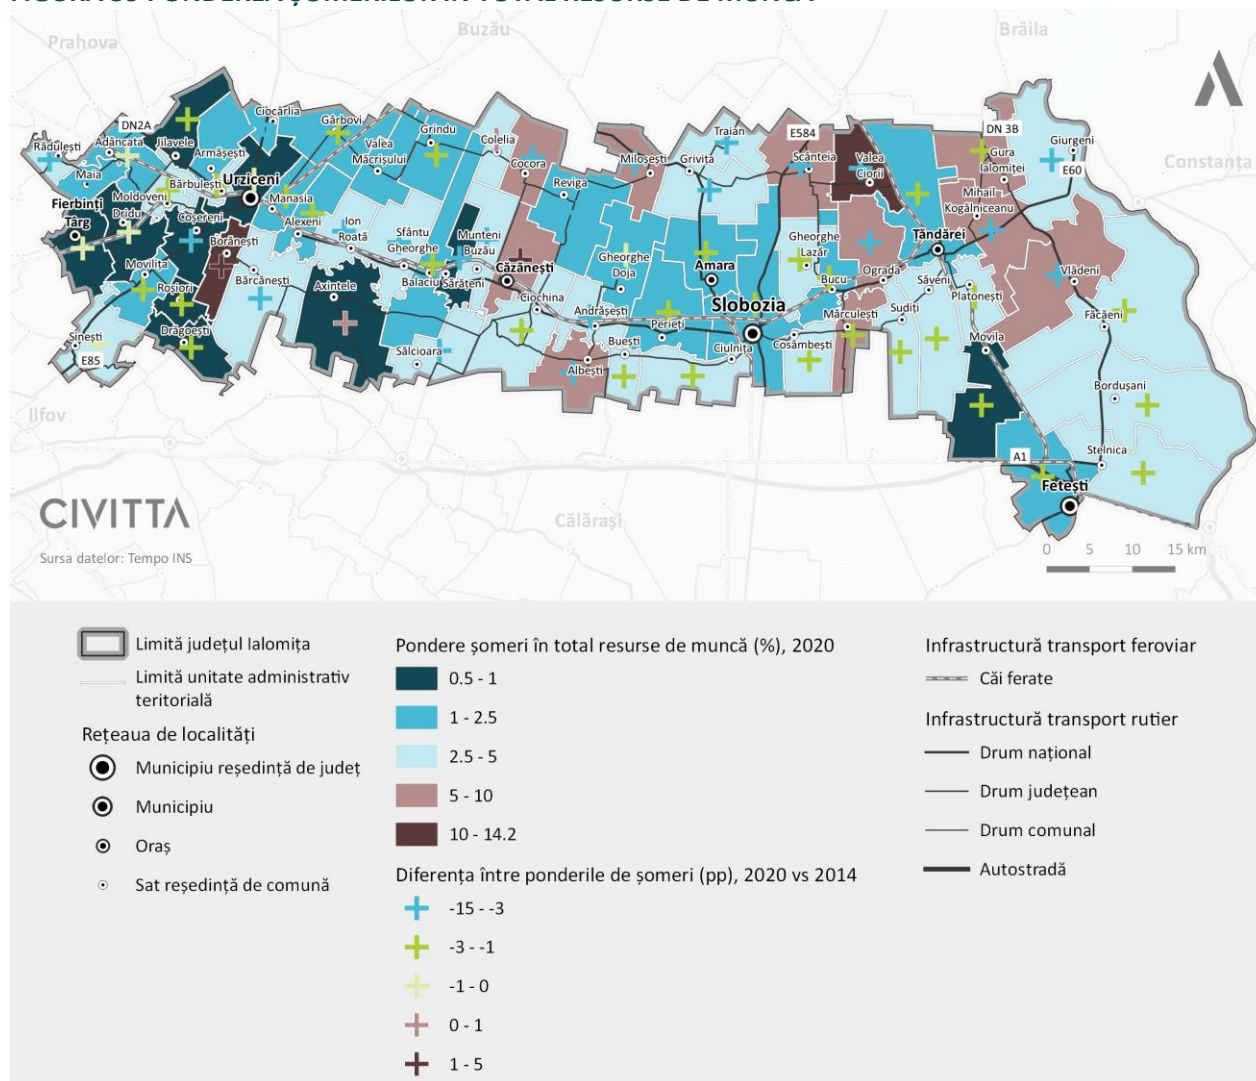 Prahova
Buzău
Brăila
Constanța
Ilfov
Călărași
DN2A
Rădulești
Adâncata
Jilavele
Ciocârlia
Gârbovi
Maia
Armășești
Bărbulești
Urziceni
Valea
Măcrișului
Grindu
Colelia
Cocora
Reviga
Miloșești
Grivița
Traian
E584
Scânteia
Valea
Ciorii
DN 3B
Gura
Ialomiței
Giurgeni
E60
Mihail
Kogălniceanu
Fierbinți
Târg
Moldoveni
Dridu
Coșereni
Manasia
Alexeni
Ion
Roată
Sfântu
Gheorghe
Munteni
Buzău
Borănești
Movilița
Roșiori
Bărcănești
Axintele
Balaciu
Sărățeni
Căzănești
Gheorghe
Doja
Amara
Gheorghe
Lazăr
Bucu
Ograda
Țăndărei
Săveni
Platonești
Vlădeni
Făcăeni
Sinești
E85
Drăgoești
Sălcioara
Ciochina
Andrășești
Perieți
Slobozia
Mărculești
Sudiți
Movila
Albești
Buești
Ciulnița
Cosâmbești
Bordușani
A1
Stelnica
Fetești
CIVITTA
Sursa datelor: Tempo INS
0 5 10 15 km
Limită județul Ialomița
Limită unitate administrativ
teritorială
Rețeaua de localități
Municipiu reședință de județ
Municipiu
Oraș
Sat reședință de comună
Pondere șomeri în total resurse de muncă (%), 2020
0.5 - 1
1 - 2.5
2.5 - 5
5 - 10
10 - 14.2
Diferența între ponderile de șomeri (pp), 2020 vs 2014
-15 - -3
-3 - -1
-1 - 0
0 - 1
1 - 5
Infrastructură transport feroviar
Căi ferate
Infrastructură transport rutier
Drum național
Drum județean
Drum comunal
Autostradă